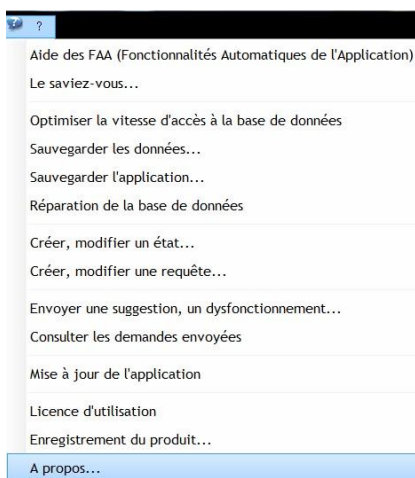 ?
Aide des FAA (Fonctionnalités Automatiques de l'Application)
Le saviez-vous...
Optimiser la vitesse d'accès à la base de données
Sauvegarder les données...
Sauvegarder l'application...
Réparation de la base de données
Créer, modifier un état...
Créer, modifier une requête...
Envoyer une suggestion, un dysfonctionnement...
Consulter les demandes envoyées
Mise à jour de l'application
Licence d'utilisation
Enregistrement du produit...
A propos...